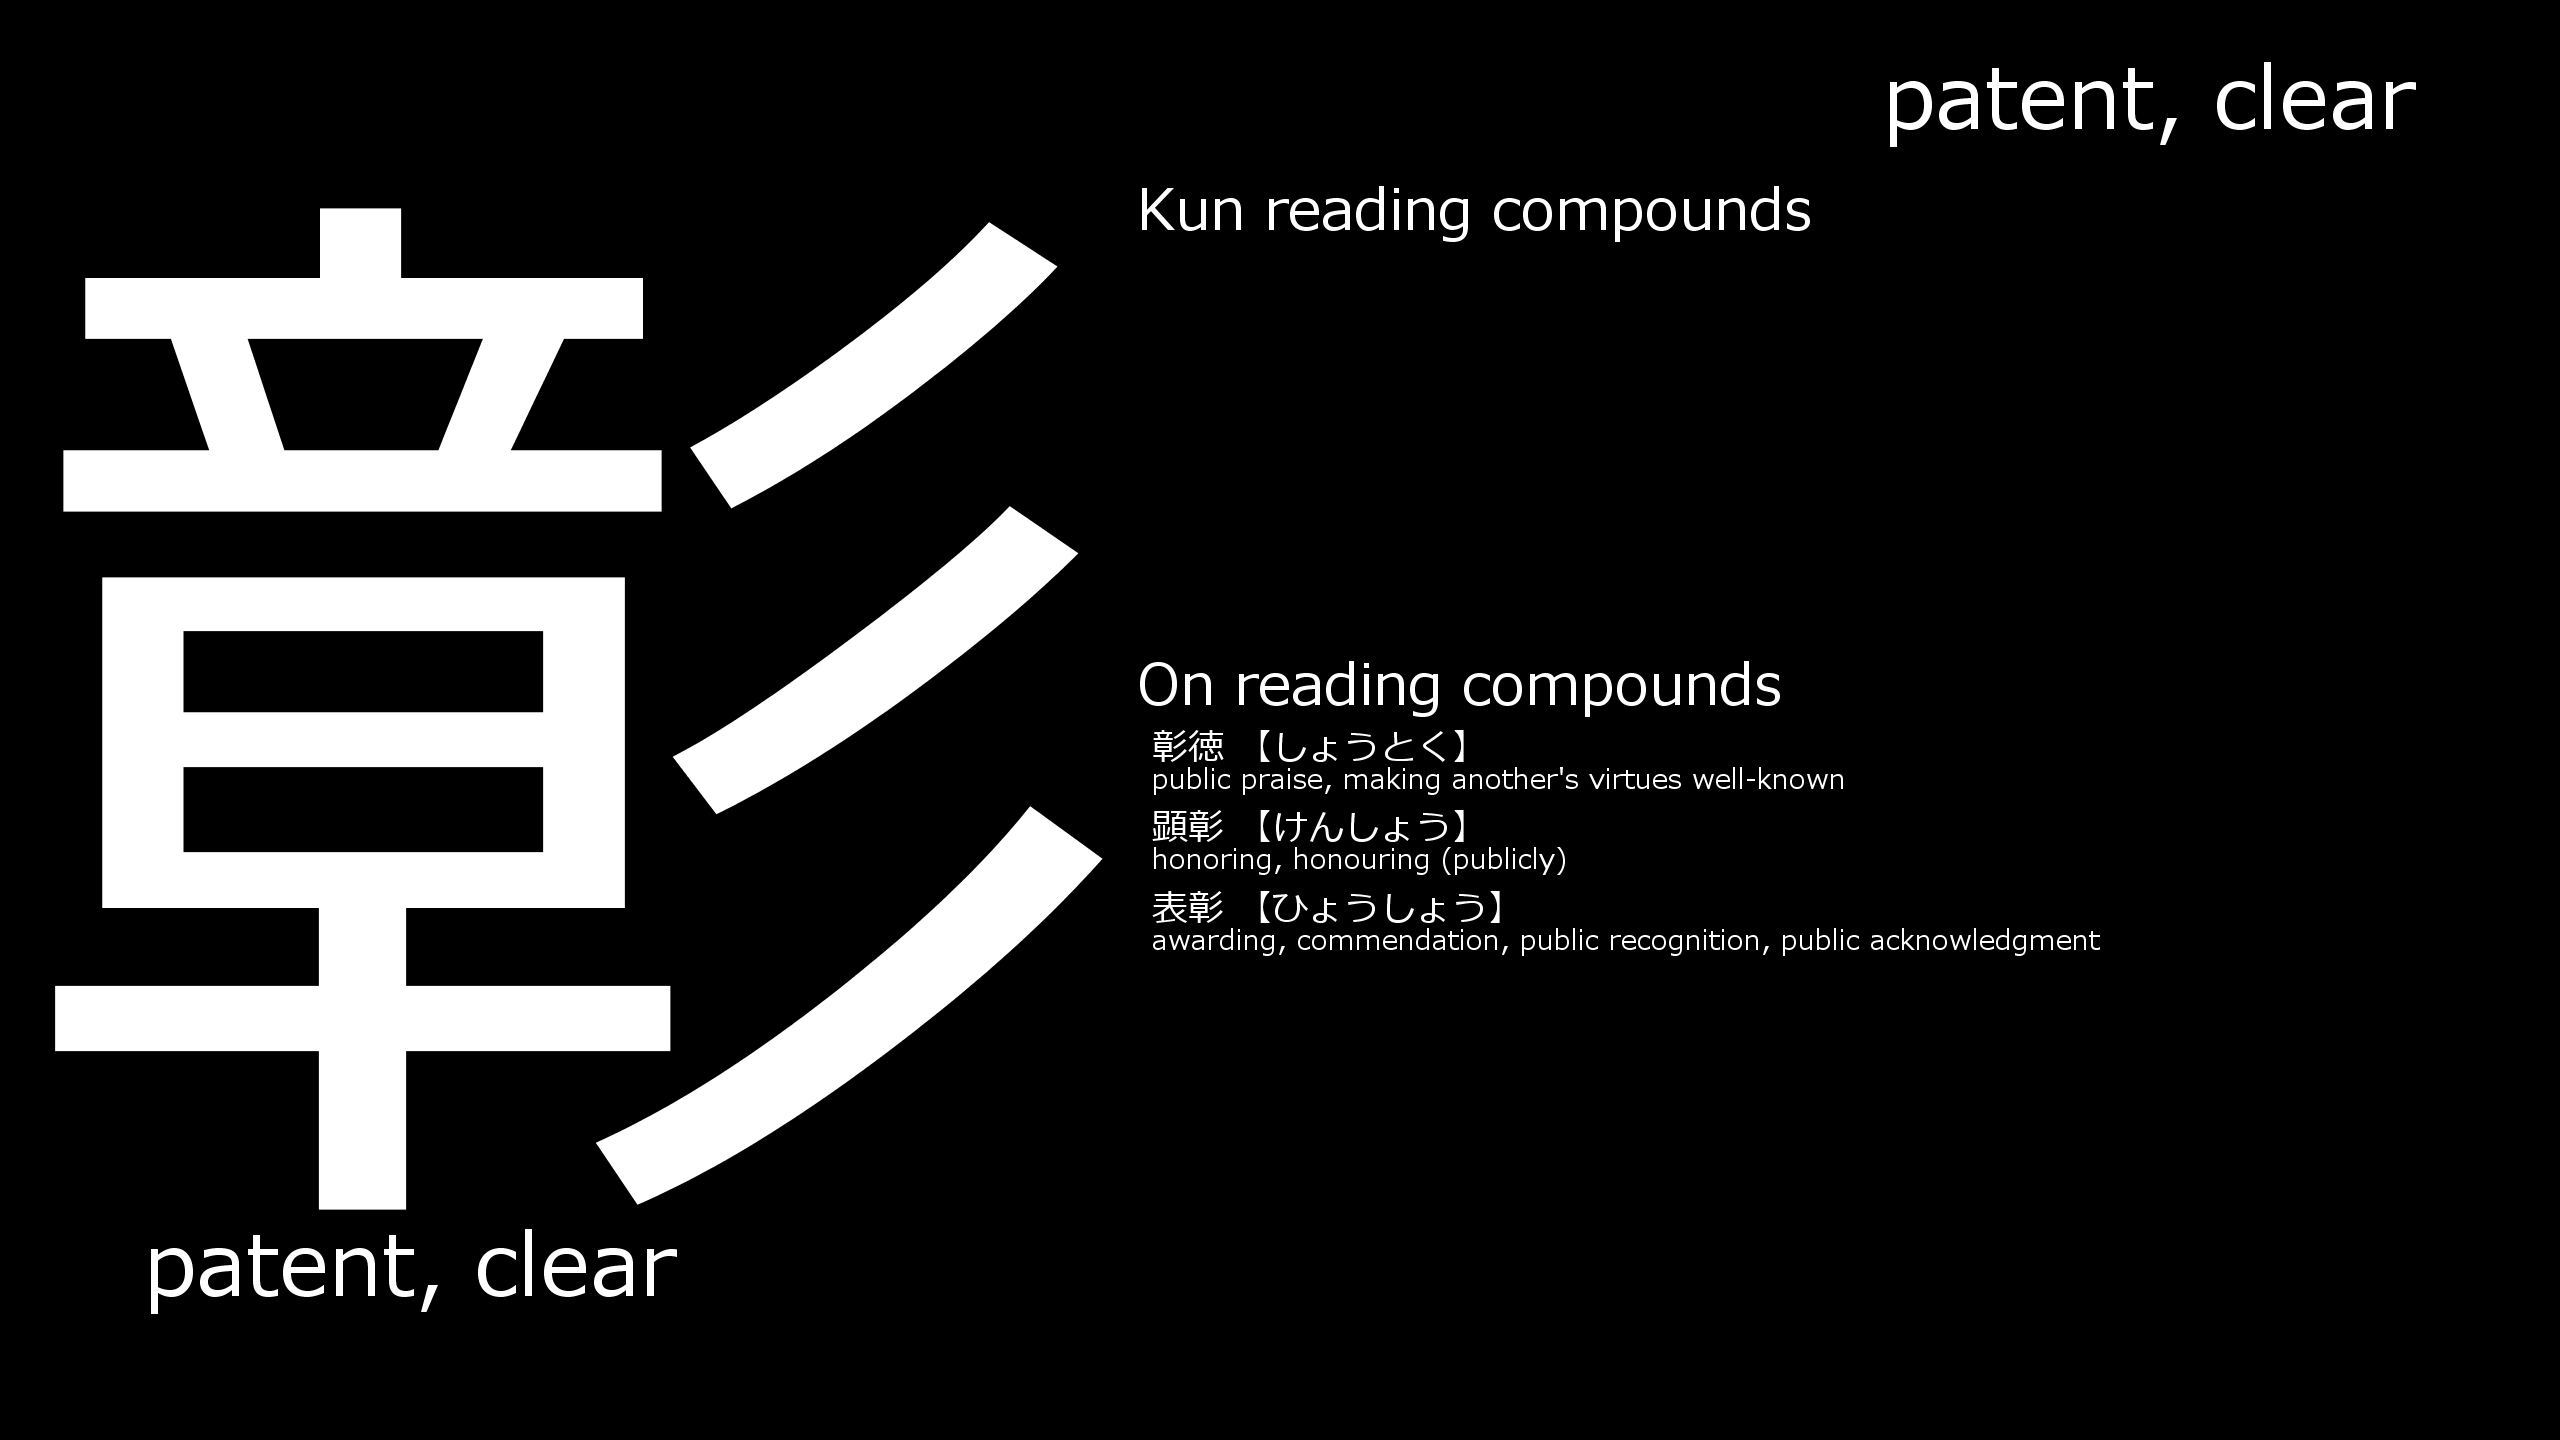 patent, clear
彰
patent, clear
Kun reading compounds
On reading compounds
彰徳 【しょうとく】
public praise, making another's virtues well-known
顕彰 【けんしょう】
honoring, honouring (publicly)
表彰 【ひょうしょう】
awarding, commendation, public recognition, public acknowledgment